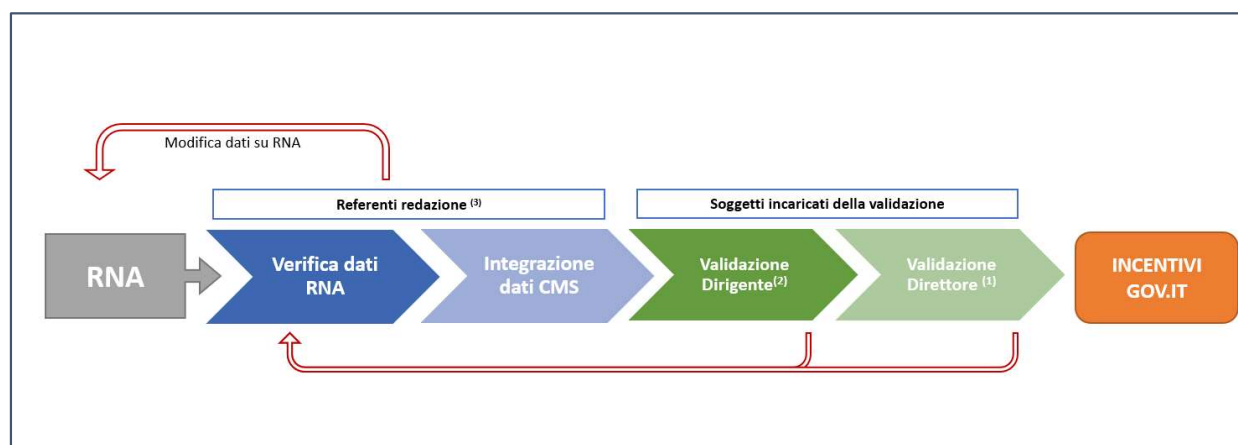 Modifica dati su RNA
Referenti redazione (3)
Soggetti incaricati della validazione
RNA
Verifica dati
RNA
Integrazione
dati CMS
Validazione
Dirigente(2)
Validazione
Direttore (1)
INCENTIVI
GOV.IT